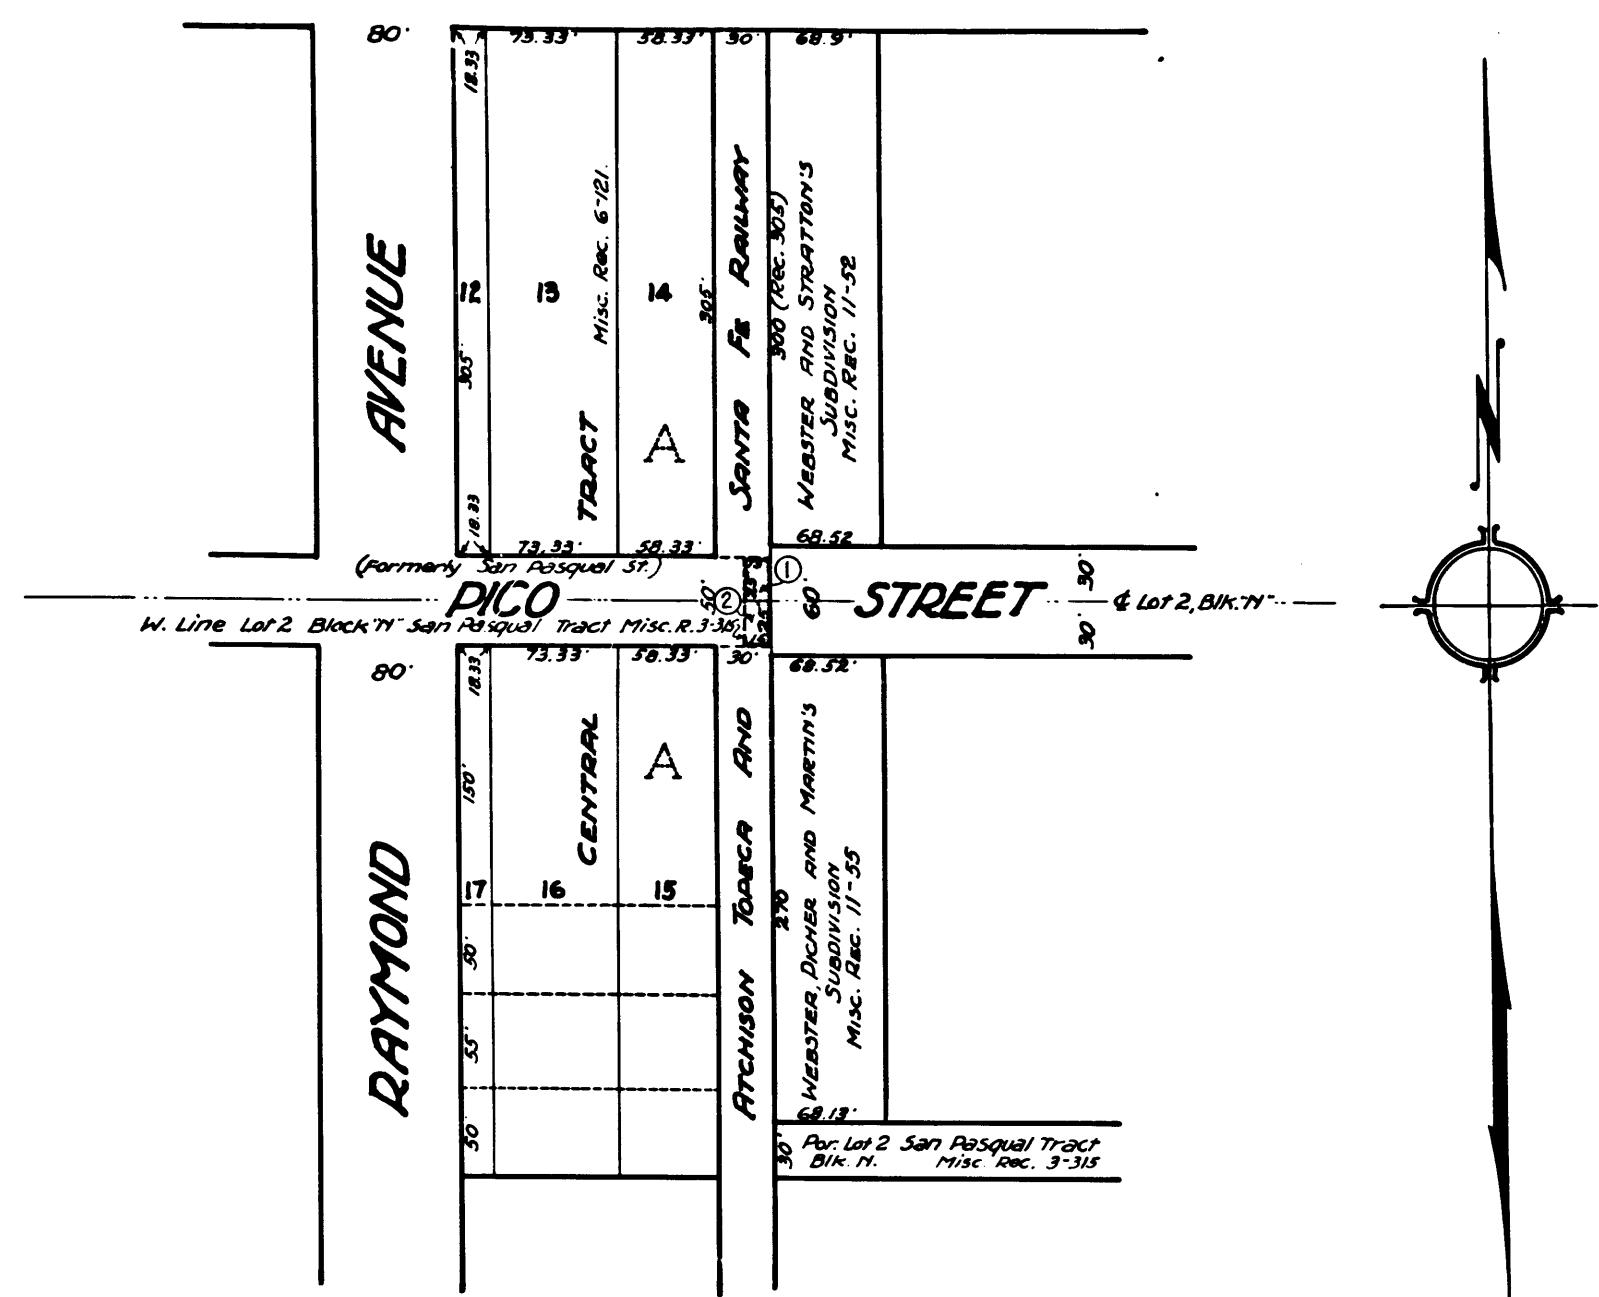 80'
73.33'
58.33'
30'
68.9'
18.33
AVENUE
12
13
14
305'
305'
Misc. Rec. 6-121.
TRACT
A
SANTA FE RAILWAY
300 (Rec. 305)
WEBSTER AND STRATTON'S
SUBDIVISION
MISC. REC. 11-52
18.33
73.33'
58.33'
68.52
(Formerly San Pasqual St.)
PICO
STREET
50'
2
1
60'
30'
30'
℄ Lot 2, Blk. "N"
W. Line Lot 2 Block "N" San Pasqual Tract Misc. R. 3-315
80'
18.33
73.33'
58.33'
30'
68.52'
CENTRAL
A
150'
17
16
15
50'
55'
50'
RAYMOND
ATCHISON TOPECA AND
270
WEBSTER, DICHER AND MARTIN'S
SUBDIVISION
MISC. REC. 11-55
68.13'
30'
Por. Lot 2 San Pasqual Tract
Blk. N. Misc. Rec. 3-315
N